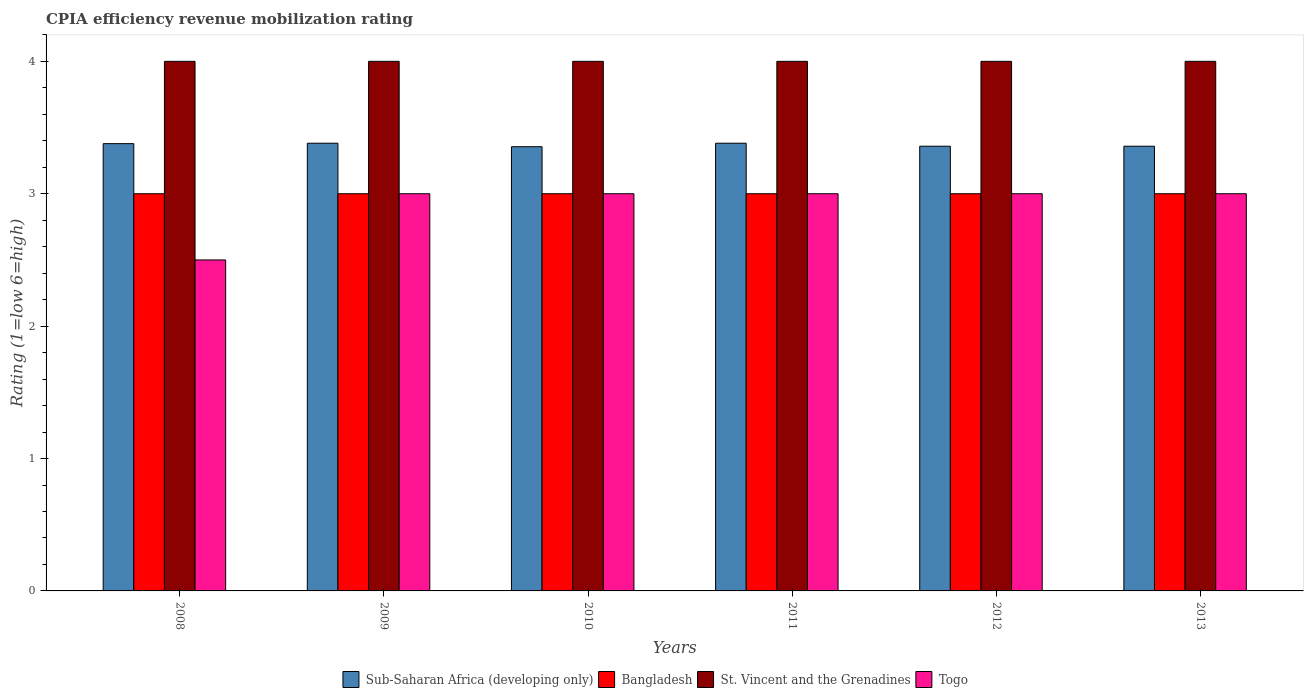 CPIA efficiency revenue mobilization rating
Rating (1=low 6=high)
4
3
2
1
0
2008
2009
2010
2011
2012
2013
Years
Sub-Saharan Africa (developing only)
Bangladesh
St. Vincent and the Grenadines
Togo